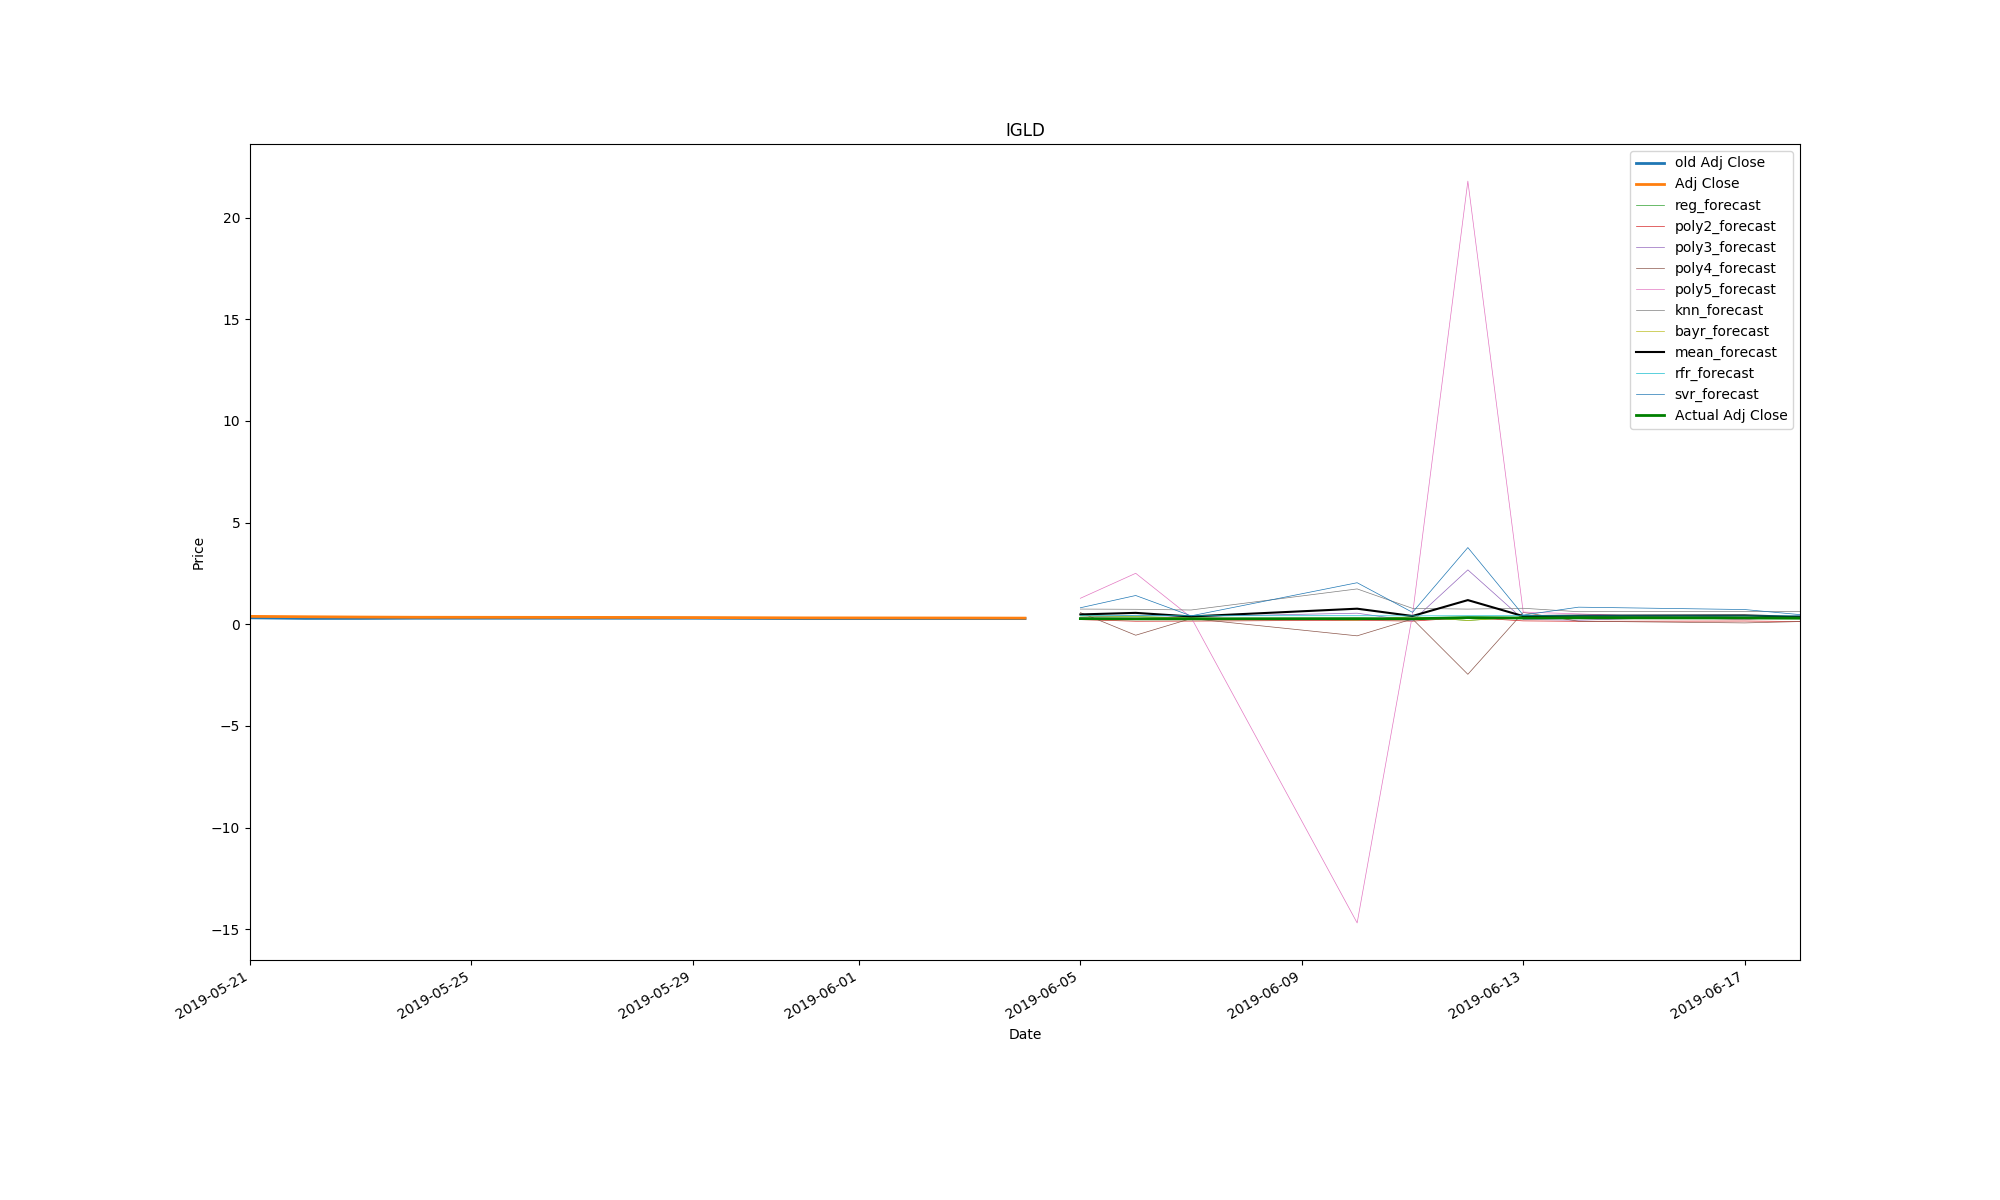 IGLD
old Adj Close
Adj Close
reg_forecast
poly2_forecast
poly3_forecast
poly4_forecast
poly5_forecast
knn_forecast
bayr_forecast
mean_forecast
rfr_forecast
svr_forecast
Actual Adj Close
20
15
10
5
0
−5
−10
−15
Price
2019-05-21
2019-05-25
2019-05-29
2019-06-01
2019-06-05
2019-06-09
2019-06-13
2019-06-17
Date